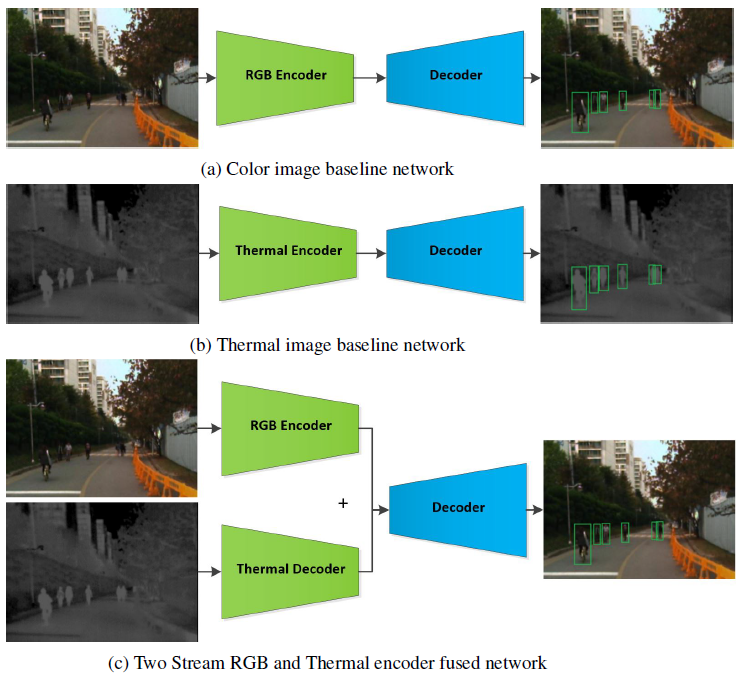 RGB Encoder
Decoder
(a) Color image baseline network
Thermal Encoder
Decoder
(b) Thermal image baseline network
RGB Encoder
+
Decoder
Thermal Decoder
(c) Two Stream RGB and Thermal encoder fused network